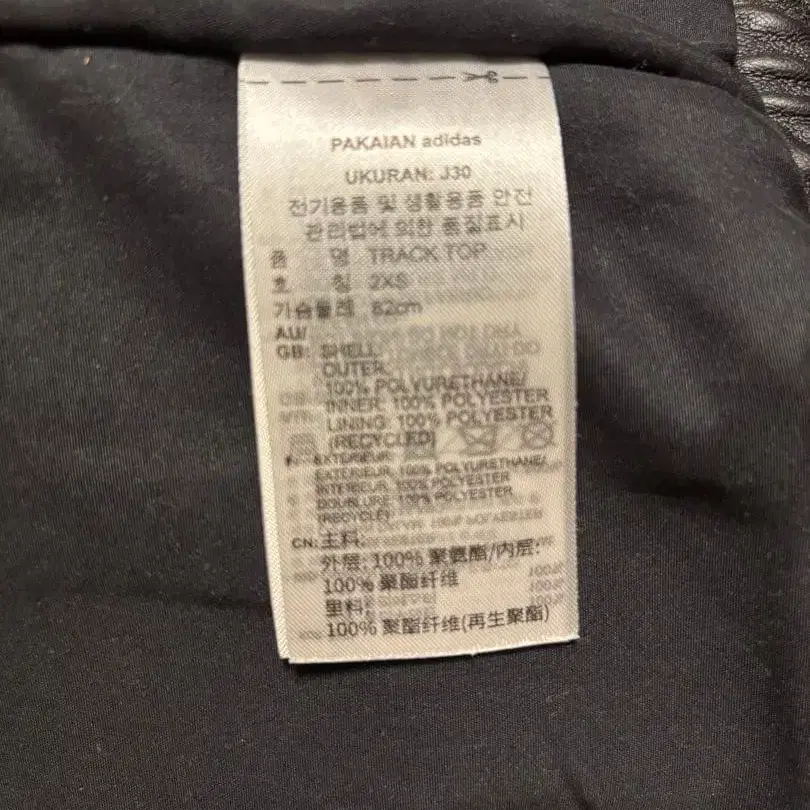 PAKAIAN adidas
UKURAN: J30
전기용품 및 생활용품 안전
관리법에 의한 품질표시
품 명 TRACK TOP
호 칭 2XS
가슴둘레 82cm
AU/
GB: SHELL:
OUTER:
100% POLYURETHANE/
INNER: 100% POLYESTER
LINING: 100% POLYESTER
(RECYCLED)
EXTERIEUR:
EXTERIEUR: 100% POLYURETHANE/
INTERIEUR: 100% POLYESTER
DOUBLURE: 100% POLYESTER
(RECYCLE)
CN: 主料:
外层: 100% 聚氨酯/内层:
100% 聚酯纤维
里料:
100% 聚酯纤维(再生聚酯)